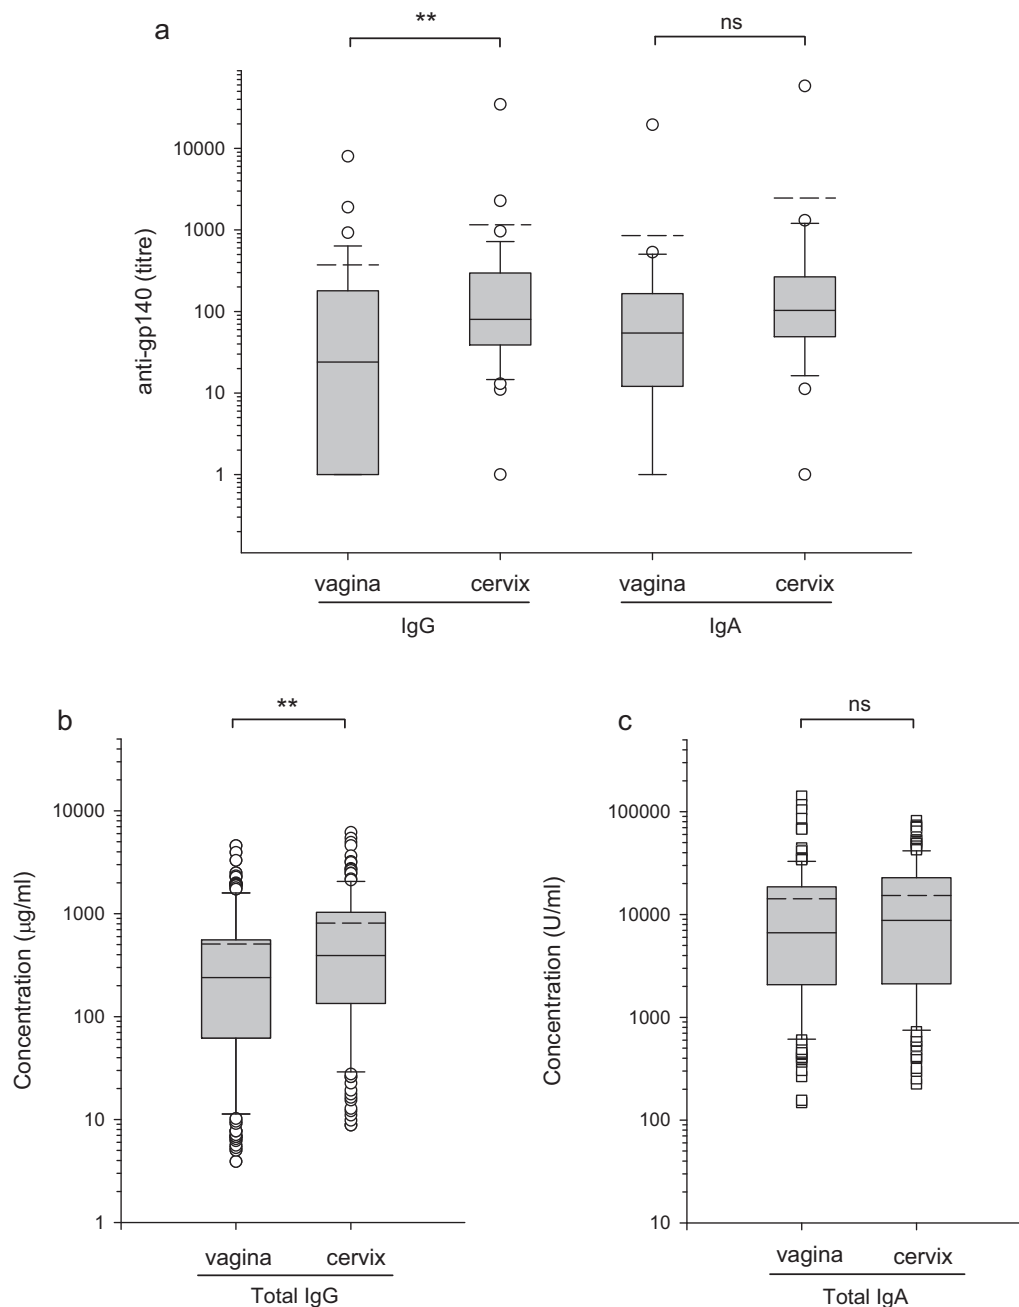 a
**
ns
anti-gp140 (titre)
10000
1000
100
10
1
vagina cervix vagina cervix
IgG IgA
b
**
Concentration (µg/ml)
10000
1000
100
10
1
vagina cervix
Total IgG
c
ns
Concentration (U/ml)
100000
10000
1000
100
10
vagina cervix
Total IgA